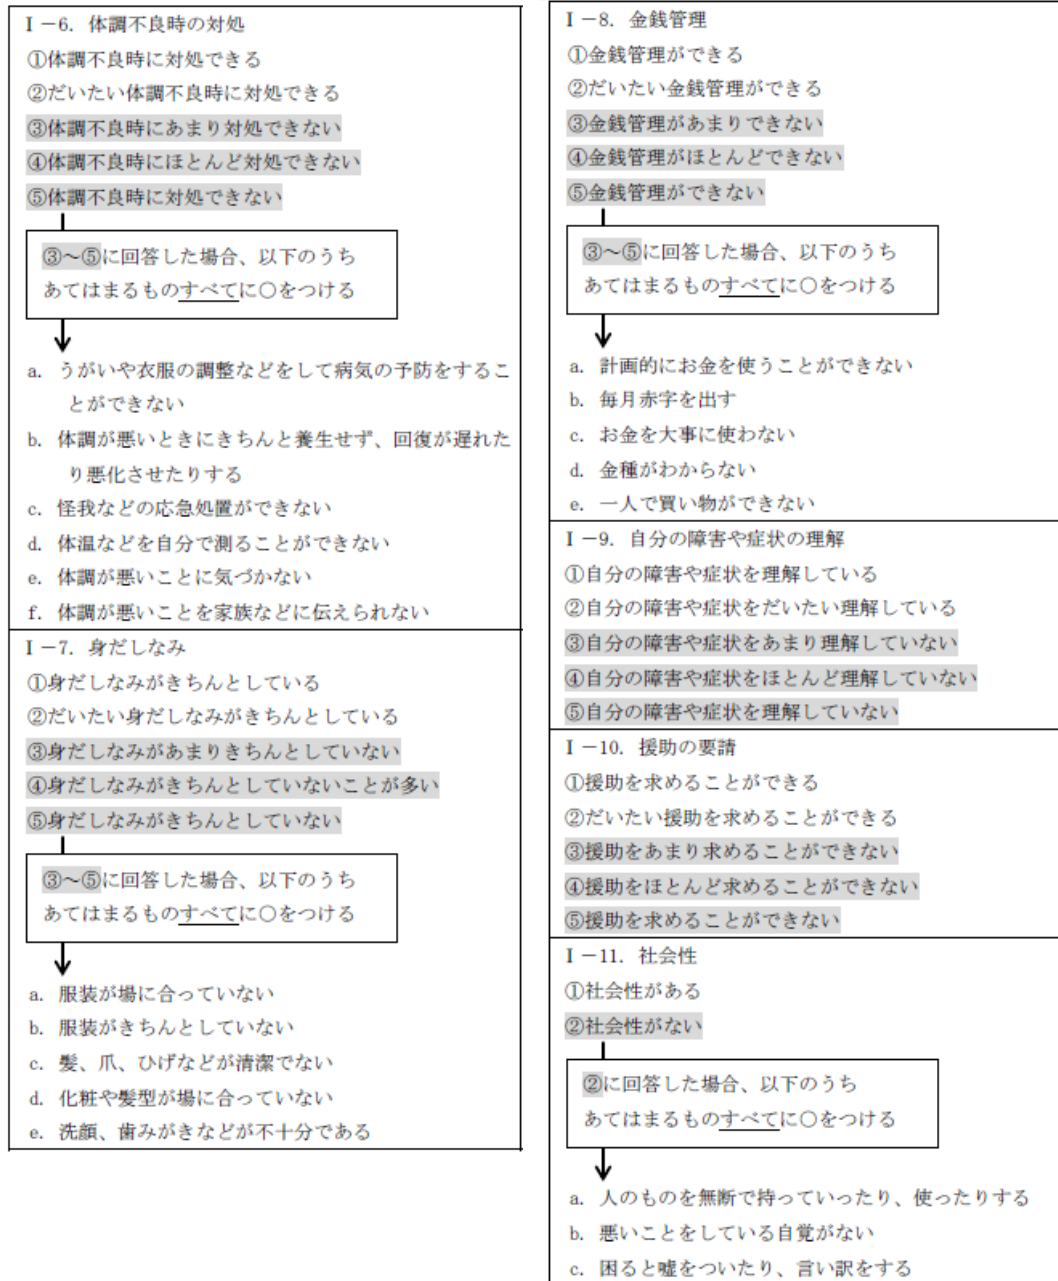 Ⅰ－6．体調不良時の対処
①体調不良時に対処できる
②だいたい体調不良時に対処できる
③体調不良時にあまり対処できない
④体調不良時にほとんど対処できない
⑤体調不良時に対処できない
③～⑤に回答した場合、以下のうち
あてはまるものすべてに○をつける
a．うがいや衣服の調整などをして病気の予防をするこ
とができない
b．体調が悪いときにきちんと養生せず、回復が遅れた
り悪化させたりする
c．怪我などの応急処置ができない
d．体温などを自分で測ることができない
e．体調が悪いことに気づかない
f．体調が悪いことを家族などに伝えられない
Ⅰ－7．身だしなみ
①身だしなみがきちんとしている
②だいたい身だしなみがきちんとしている
③身だしなみがあまりきちんとしていない
④身だしなみがきちんとしていないことが多い
⑤身だしなみがきちんとしていない
③～⑤に回答した場合、以下のうち
あてはまるものすべてに○をつける
a．服装が場に合っていない
b．服装がきちんとしていない
c．髪、爪、ひげなどが清潔でない
d．化粧や髪型が場に合っていない
e．洗顔、歯みがきなどが不十分である
Ⅰ－8．金銭管理
①金銭管理ができる
②だいたい金銭管理ができる
③金銭管理があまりできない
④金銭管理がほとんどできない
⑤金銭管理ができない
③～⑤に回答した場合、以下のうち
あてはまるものすべてに○をつける
a．計画的にお金を使うことができない
b．毎月赤字を出す
c．お金を大事に使わない
d．金種がわからない
e．一人で買い物ができない
Ⅰ－9．自分の障害や症状の理解
①自分の障害や症状を理解している
②自分の障害や症状をだいたい理解している
③自分の障害や症状をあまり理解していない
④自分の障害や症状をほとんど理解していない
⑤自分の障害や症状を理解していない
Ⅰ－10．援助の要請
①援助を求めることができる
②だいたい援助を求めることができる
③援助をあまり求めることができない
④援助をほとんど求めることができない
⑤援助を求めることができない
Ⅰ－11．社会性
①社会性がある
②社会性がない
②に回答した場合、以下のうち
あてはまるものすべてに○をつける
a．人のものを無断で持っていったり、使ったりする
b．悪いことをしている自覚がない
c．困ると嘘をついたり、言い訳をする